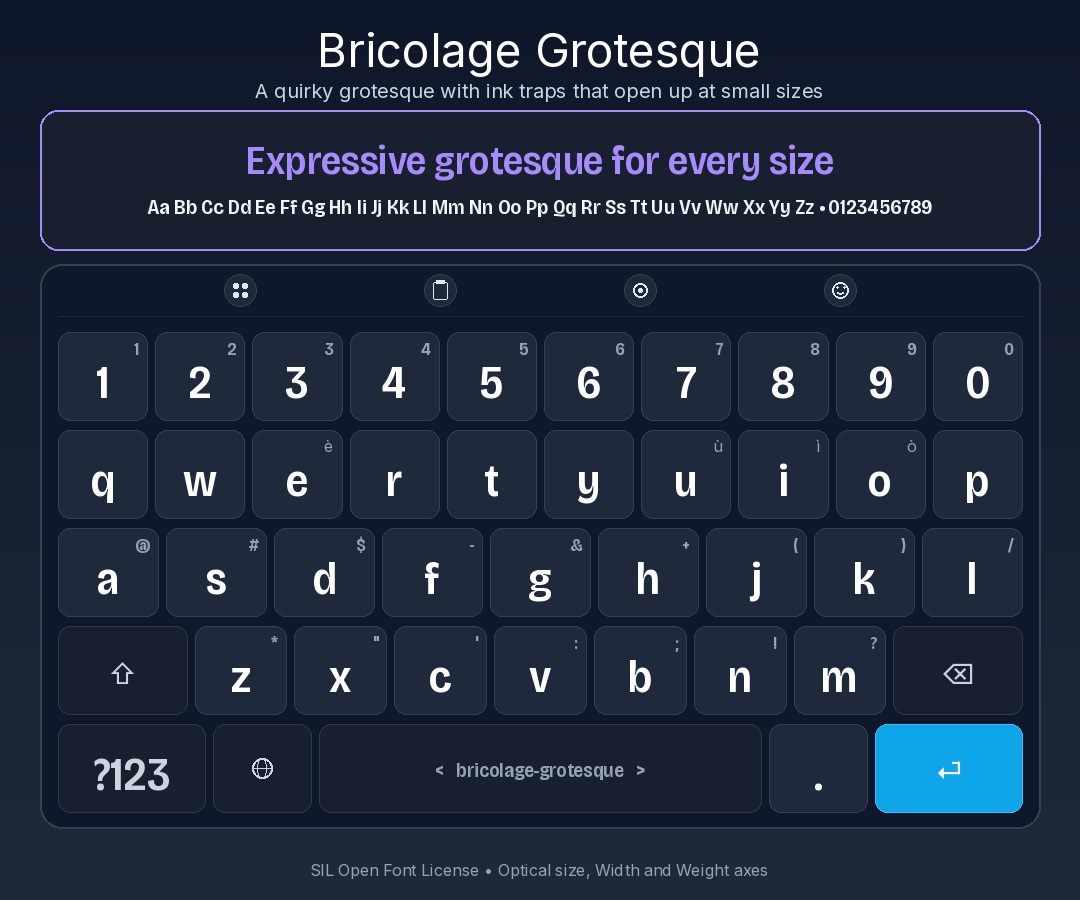 Bricolage Grotesque
A quirky grotesque with ink traps that open up at small sizes
Expressive grotesque for every size
Aa Bb Cc Dd Ee Ff Gg Hh Ii Jj Kk Ll Mm Nn Oo Pp Qq Rr Ss Tt Uu Vv Ww Xx Yy Zz • 0123456789
1 2 3 4 5 6 7 8 9 0
1 2 3 4 5 6 7 8 9 0
è ù ì ò
q w e r t y u i o p
@ # $ - & + ( ) /
a s d f g h j k l
* " ' : ; ! ?
z x c v b n m
?123 < bricolage-grotesque > .
SIL Open Font License • Optical size, Width and Weight axes